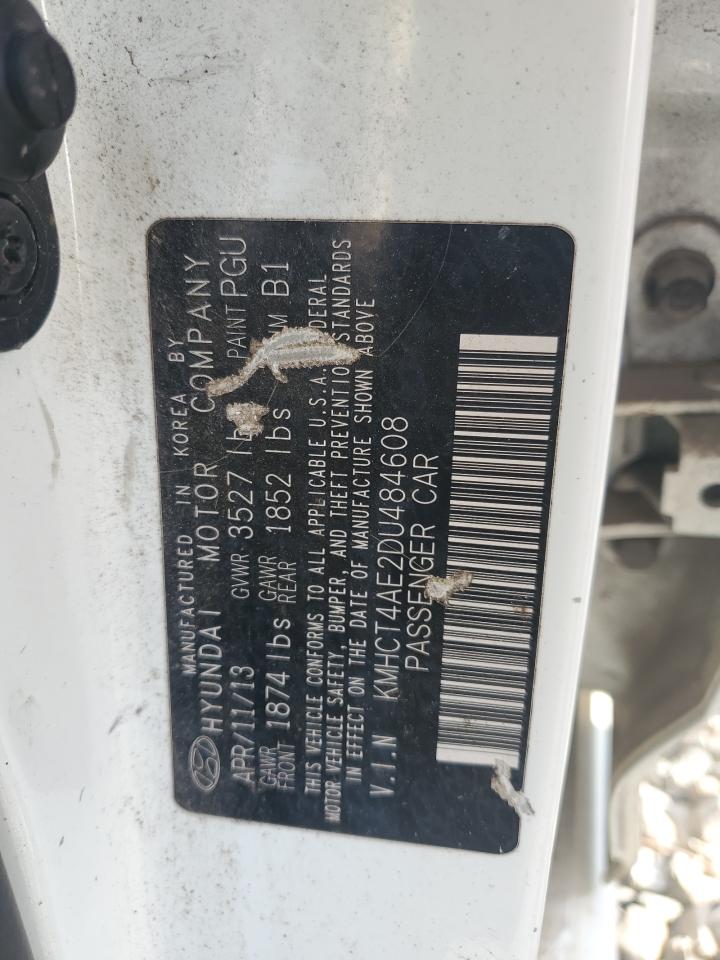 MANUFACTURED IN KOREA BY
HYUNDAI MOTOR COMPANY
APR/11/13 GVWR 3527 PAINT PGU
GAWR FRONT 1874 lbs GAWR REAR 1852 lbs B1
THIS VEHICLE CONFORMS TO ALL APPLICABLE U.S.A.
MOTOR VEHICLE SAFETY, BUMPER, AND THEFT PREVENTION STANDARDS
IN EFFECT ON THE DATE OF MANUFACTURE SHOWN ABOVE
V.I.N KMHCT4AE2DU484608
PASSENGER CAR